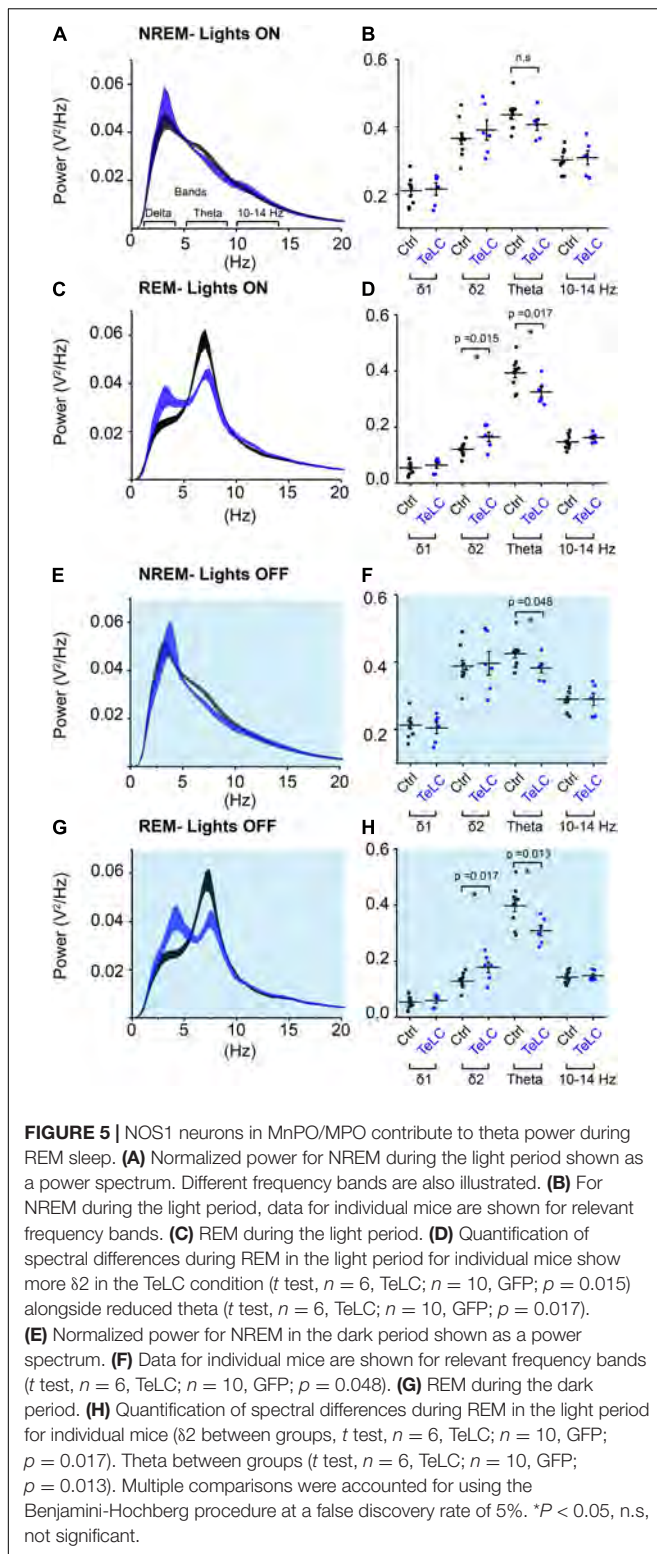 A NREM- Lights ON
Power (V²/Hz)
0.06
0.04
0.02
Bands
Delta Theta 10-14 Hz
0 5 10 15 20
(Hz)
B
n.s
0.6
0.4
0.2
Ctrl TeLC Ctrl TeLC Ctrl TeLC Ctrl TeLC
δ1 δ2 Theta 10-14 Hz
C REM- Lights ON
Power (V²/Hz)
0.06
0.04
0.02
0 5 10 15 20
(Hz)
D
p =0.017
p =0.015
*
*
0.6
0.4
0.2
0.0
Ctrl TeLC Ctrl TeLC Ctrl TeLC Ctrl TeLC
δ1 δ2 Theta 10-14 Hz
E NREM- Lights OFF
Power (V²/Hz)
0.06
0.04
0.02
0 5 10 15 20
(Hz)
F
p =0.048
*
0.6
0.4
0.2
Ctrl TeLC Ctrl TeLC Ctrl TeLC Ctrl TeLC
δ1 δ2 Theta 10-14 Hz
G REM- Lights OFF
Power (V²/Hz)
0.06
0.04
0.02
0 5 10 15 20
(Hz)
H
p =0.013
p =0.017
*
*
0.6
0.4
0.2
0.0
Ctrl TeLC Ctrl TeLC Ctrl TeLC Ctrl TeLC
δ1 δ2 Theta 10-14 Hz
FIGURE 5 | NOS1 neurons in MnPO/MPO contribute to theta power during
REM sleep. (A) Normalized power for NREM during the light period shown as
a power spectrum. Different frequency bands are also illustrated. (B) For
NREM during the light period, data for individual mice are shown for relevant
frequency bands. (C) REM during the light period. (D) Quantification of
spectral differences during REM in the light period for individual mice show
more δ2 in the TeLC condition (t test, n = 6, TeLC; n = 10, GFP; p = 0.015)
alongside reduced theta (t test, n = 6, TeLC; n = 10, GFP; p = 0.017).
(E) Normalized power for NREM in the dark period shown as a power
spectrum. (F) Data for individual mice are shown for relevant frequency bands
(t test, n = 6, TeLC; n = 10, GFP; p = 0.048). (G) REM during the dark
period. (H) Quantification of spectral differences during REM in the light period
for individual mice (δ2 between groups, t test, n = 6, TeLC; n = 10, GFP;
p = 0.017). Theta between groups (t test, n = 6, TeLC; n = 10, GFP;
p = 0.013). Multiple comparisons were accounted for using the
Benjamini-Hochberg procedure at a false discovery rate of 5%. *P < 0.05, n.s,
not significant.